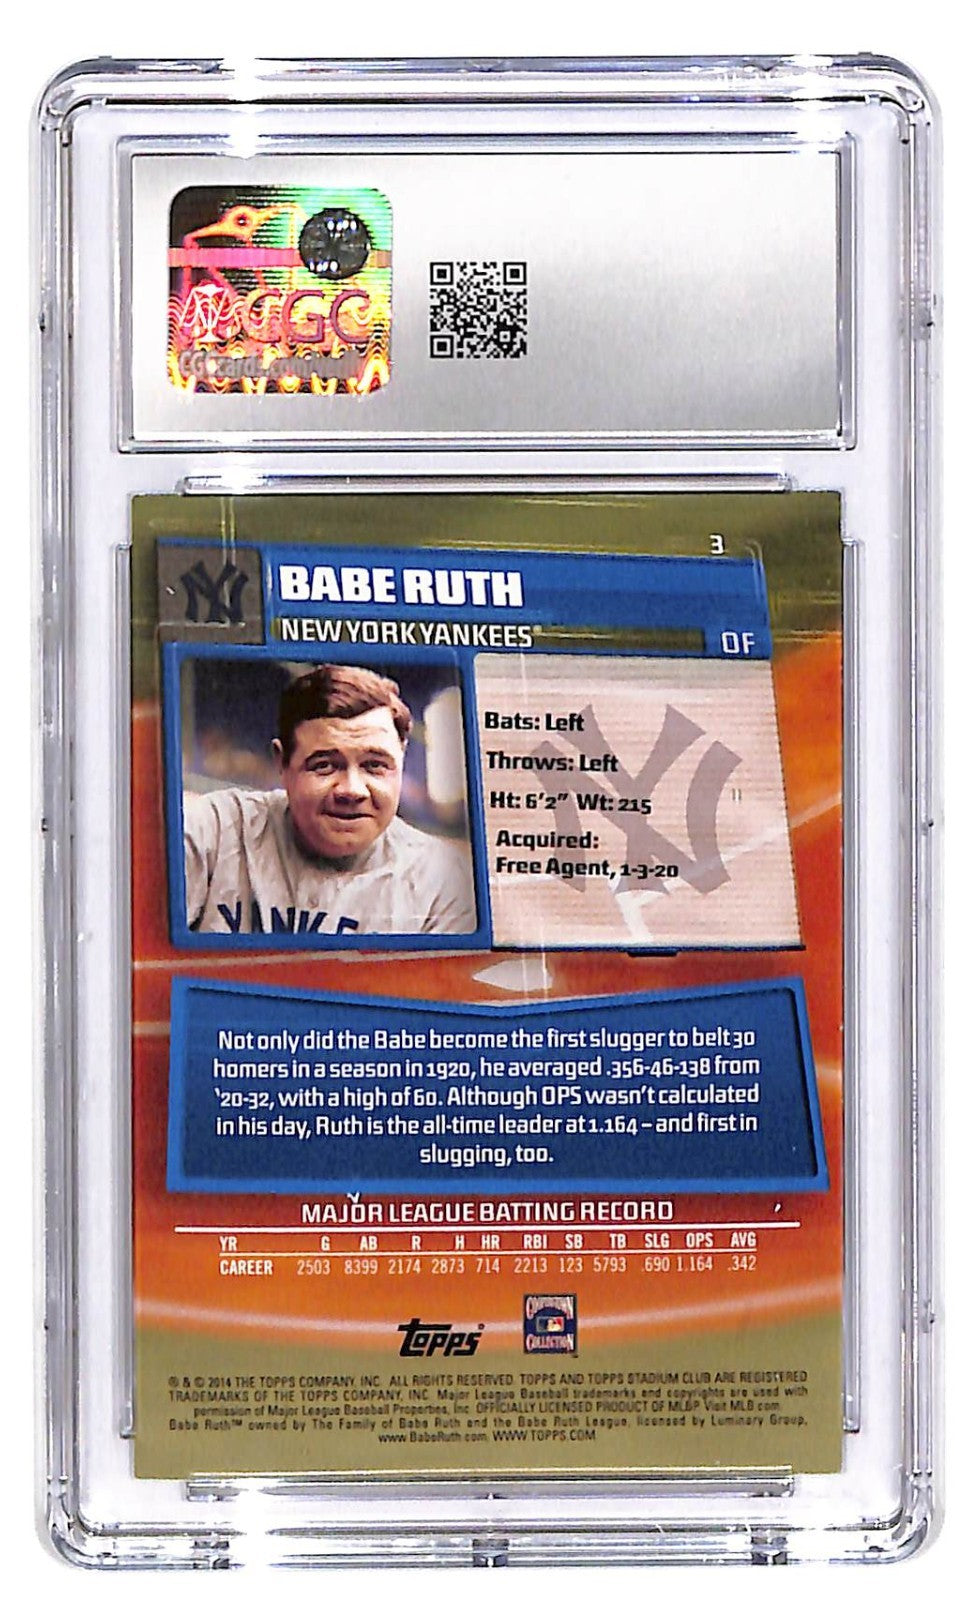 CGC
3
BABE RUTH
NEW YORK YANKEES
OF
Bats: Left
Throws: Left
Ht: 6'2" Wt: 215
Acquired:
Free Agent, 1-3-20
YANKE
Not only did the Babe become the first slugger to belt 30
homers in a season in 1920, he averaged .356-46-138 from
'20-32, with a high of 60. Although OPS wasn't calculated
in his day, Ruth is the all-time leader at 1.164 – and first in
slugging, too.
MAJOR LEAGUE BATTING RECORD
YR G AB R H HR RBI SB TB SLG OPS AVG
CAREER 2503 8399 2174 2873 714 2213 123 5793 .690 1.164 .342
Topps
COOPERSTOWN COLLECTION
® & © 2014 THE TOPPS COMPANY, INC. ALL RIGHTS RESERVED. TOPPS AND TOPPS STADIUM CLUB ARE REGISTERED
TRADEMARKS OF THE TOPPS COMPANY, INC. Major League Baseball trademarks and copyrights are used with
permission of Major League Baseball Properties, Inc. OFFICIALLY LICENSED PRODUCT OF MLBP Visit MLB.com
Babe Ruth™ owned by The Family of Babe Ruth and the Babe Ruth League, licensed by Luminary Group,
www.BabeRuth.com WWW.TOPPS.COM